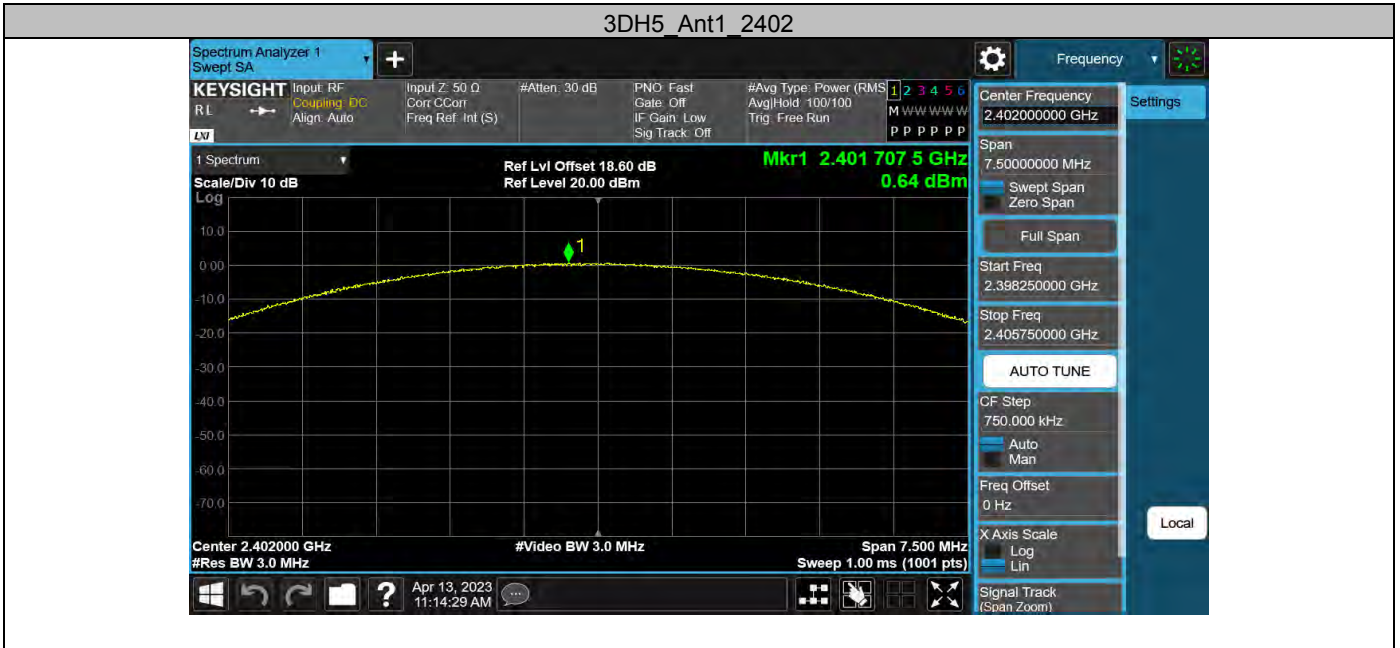 3DH5_Ant1_2402
Spectrum Analyzer 1
Swept SA
+
Frequency
KEYSIGHT
RL
LXI
Input: RF
Coupling: DC
Align: Auto
Input Z: 50 Ω
Corr CCorr
Freq Ref: Int (S)
#Atten: 30 dB
PNO: Fast
Gate: Off
IF Gain: Low
Sig Track: Off
#Avg Type: Power (RMS
Avg|Hold: 100/100
Trig: Free Run
1 2 3 4 5 6
M W W W W W
P P P P P P
1 Spectrum
Scale/Div 10 dB
Log
Ref Lvl Offset 18.60 dB
Ref Level 20.00 dBm
Mkr1 2.401 707 5 GHz
0.64 dBm
1
10.0
0.00
-10.0
-20.0
-30.0
-40.0
-50.0
-60.0
-70.0
Center 2.402000 GHz
#Res BW 3.0 MHz
#Video BW 3.0 MHz
Span 7.500 MHz
Sweep 1.00 ms (1001 pts)
Center Frequency
2.402000000 GHz
Span
7.50000000 MHz
Swept Span
Zero Span
Full Span
Start Freq
2.398250000 GHz
Stop Freq
2.405750000 GHz
AUTO TUNE
CF Step
750.000 kHz
Auto
Man
Freq Offset
0 Hz
X Axis Scale
Log
Lin
Signal Track
(Span Zoom)
Settings
Local
?
Apr 13, 2023
11:14:29 AM